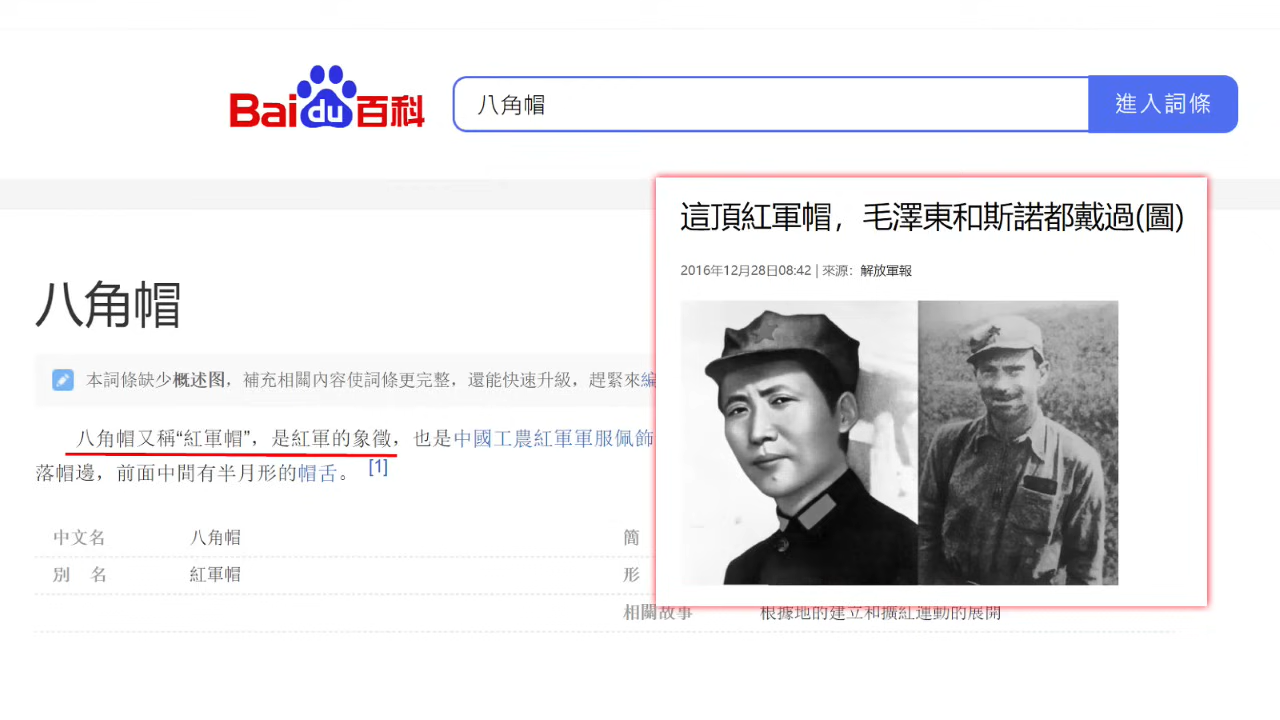 Baidu百科
八角帽
進入詞條
八角帽
本詞條缺少概述图，補充相關內容使詞條更完整，還能快速升級，趕緊來編
八角帽又稱“紅軍帽”，是紅軍的象徵，也是中國工農紅軍軍服佩飾
落帽邊，前面中間有半月形的帽舌。 [1]
中文名 八角帽 簡
別 名 紅軍帽 形
相關故事 根據地的建立和擴紅運動的展開
這頂紅軍帽，毛澤東和斯諾都戴過(圖)
2016年12月28日08:42 | 來源：解放軍報